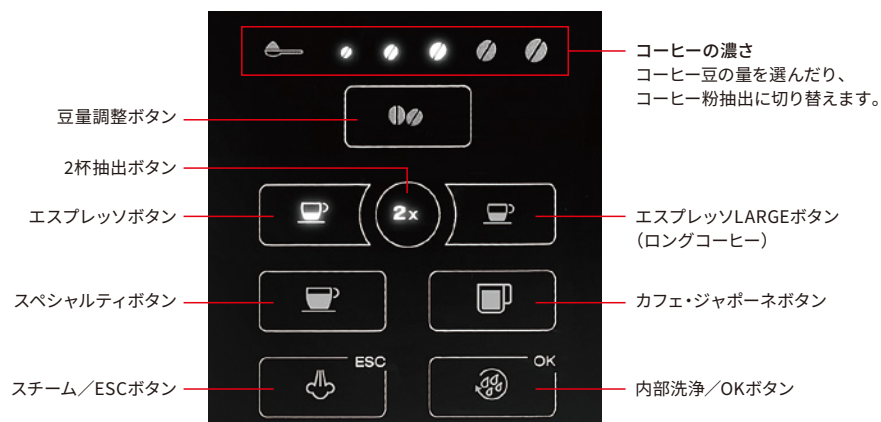 コーヒーの濃さ
コーヒー豆の量を選んだり、
コーヒー粉抽出に切り替えます。
豆量調整ボタン
2杯抽出ボタン
エスプレッソボタン
2x
エスプレッソLARGEボタン
（ロングコーヒー）
スペシャルティボタン
カフェ・ジャポーネボタン
ESC
OK
スチーム／ESCボタン
内部洗浄／OKボタン